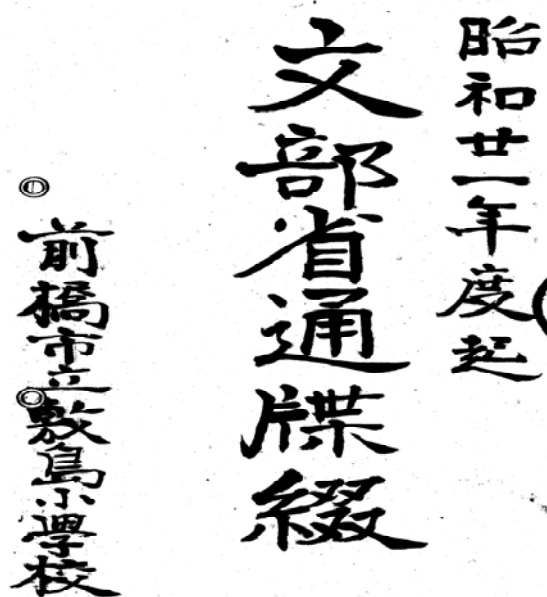 昭和廿一年度起
文部省通牒綴
前橋市立敷島小學校